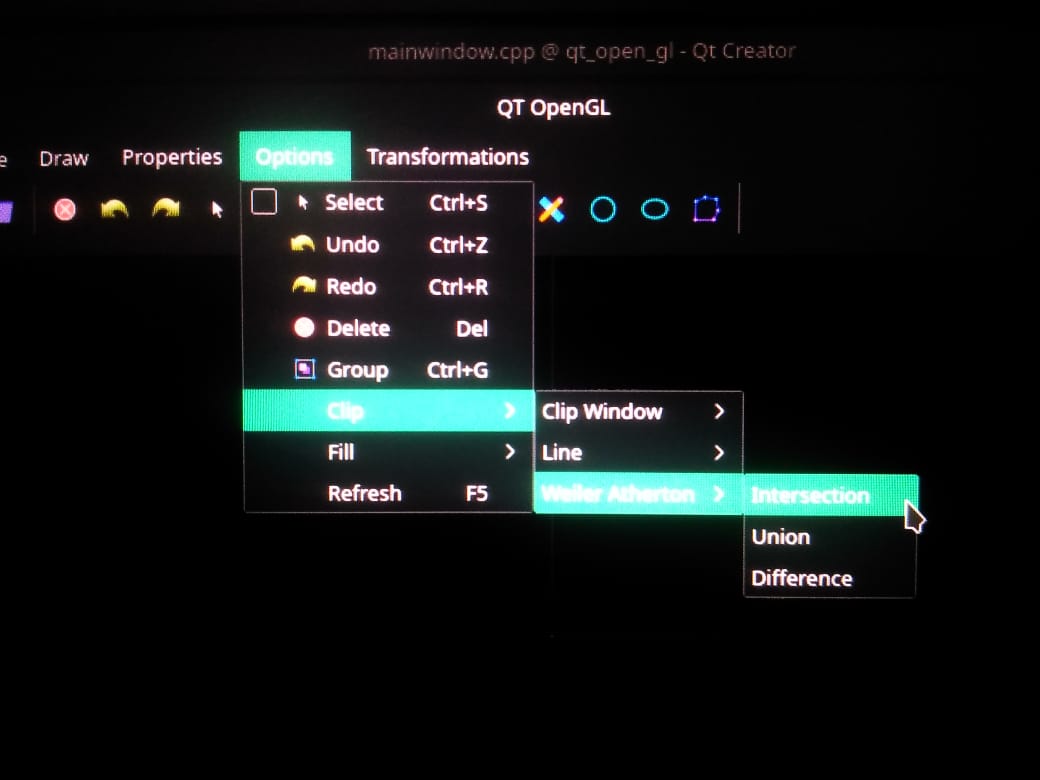 mainwindow.cpp @ qt_open_gl - Qt Creator
QT OpenGL
e Draw Properties Options Transformations
Select Ctrl+S
Undo Ctrl+Z
Redo Ctrl+R
Delete Del
Group Ctrl+G
Clip
Clip Window
Fill
Line
Refresh F5
Weiler Atherton
Intersection
Union
Difference